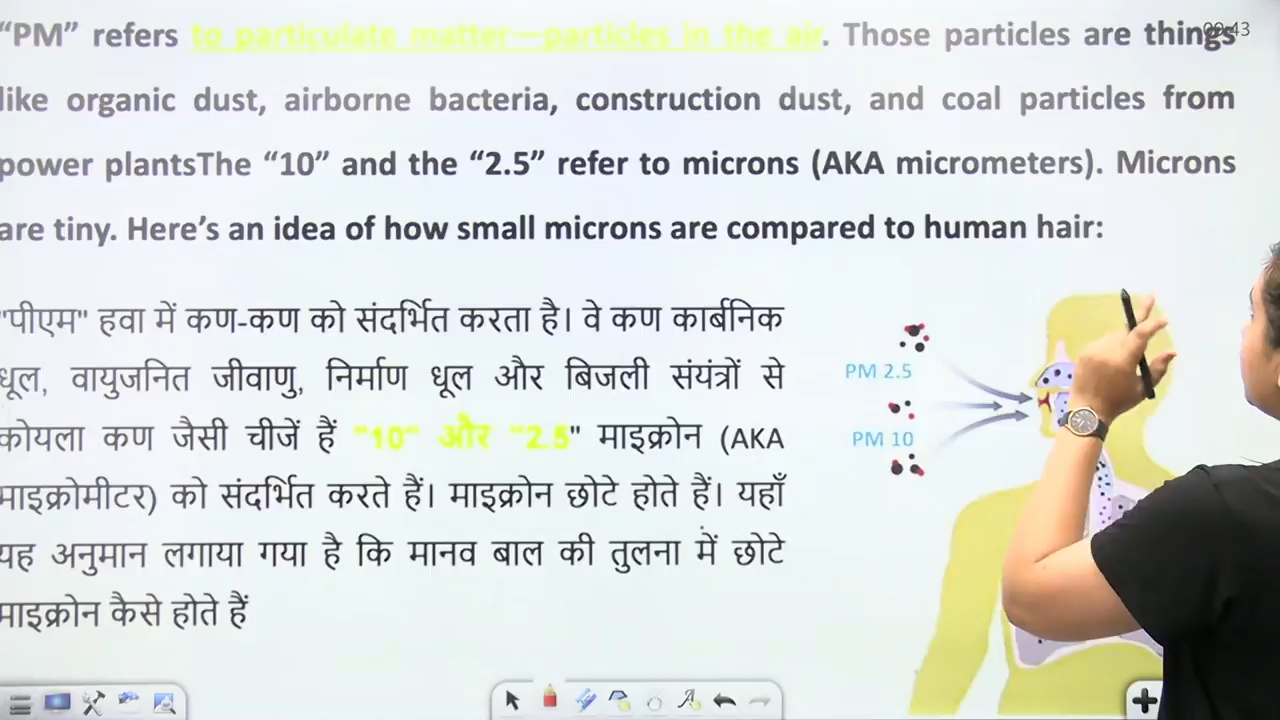 “PM” refers to particulate matter—particles in the air. Those particles are things
like organic dust, airborne bacteria, construction dust, and coal particles from
power plantsThe “10” and the “2.5” refer to microns (AKA micrometers). Microns
are tiny. Here’s an idea of how small microns are compared to human hair:
"पीएम" हवा में कण-कण को संदर्भित करता है। वे कण कार्बनिक
धूल, वायुजनित जीवाणु, निर्माण धूल और बिजली संयंत्रों से
कोयला कण जैसी चीजें हैं "10" और "2.5" माइक्रोन (AKA
माइक्रोमीटर) को संदर्भित करते हैं। माइक्रोन छोटे होते हैं। यहाँ
यह अनुमान लगाया गया है कि मानव बाल की तुलना में छोटे
माइक्रोन कैसे होते हैं
PM 2.5
PM 10